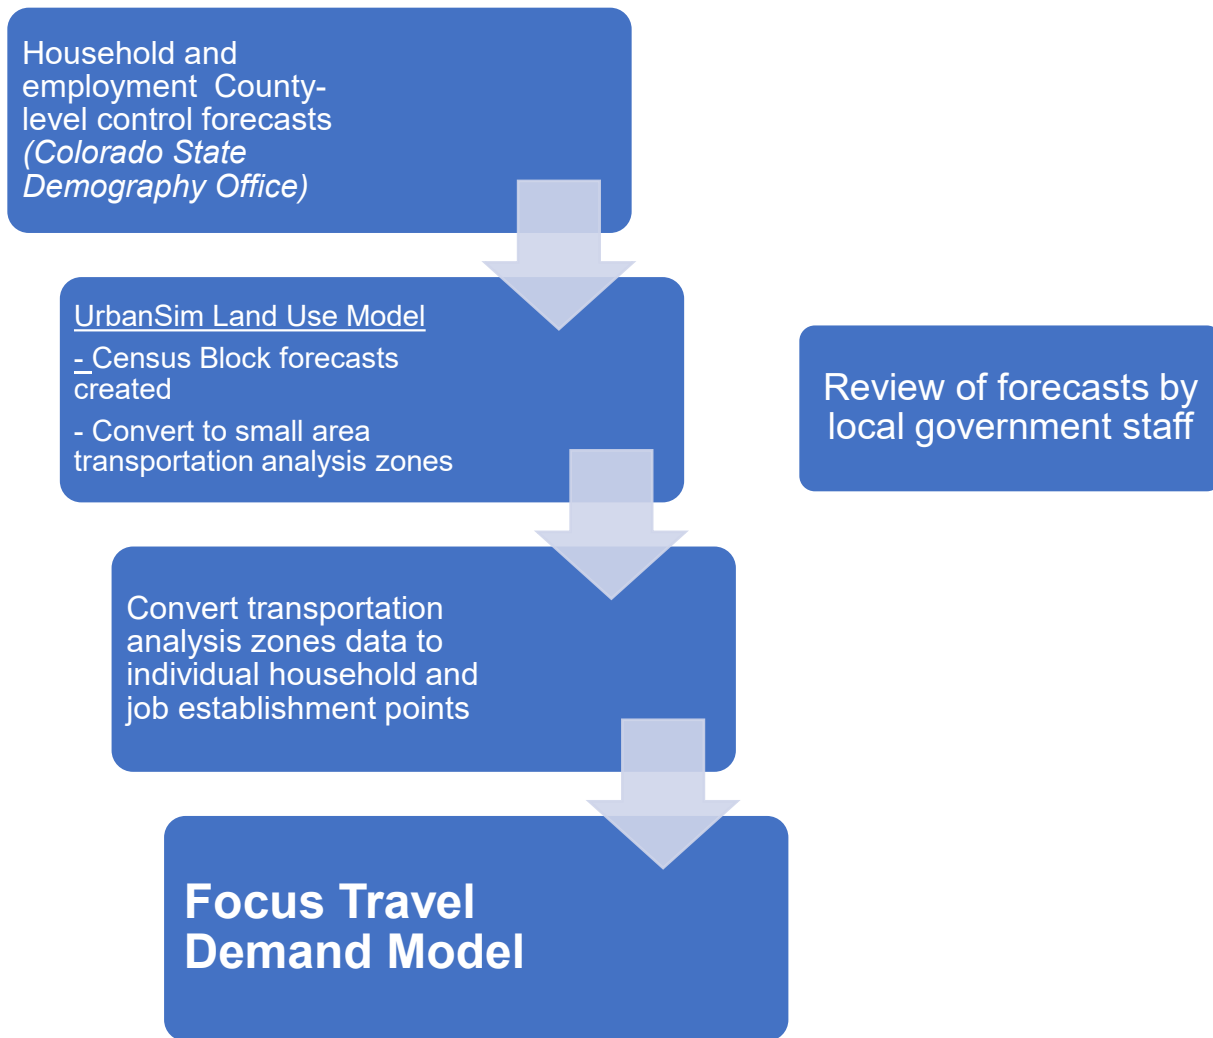 Household and
employment  County-
level control forecasts
(Colorado State
Demography Office)
UrbanSim Land Use Model
- Census Block forecasts
created
- Convert to small area
transportation analysis zones
Review of forecasts by
local government staff
Convert transportation
analysis zones data to
individual household and
job establishment points
Focus Travel
Demand Model